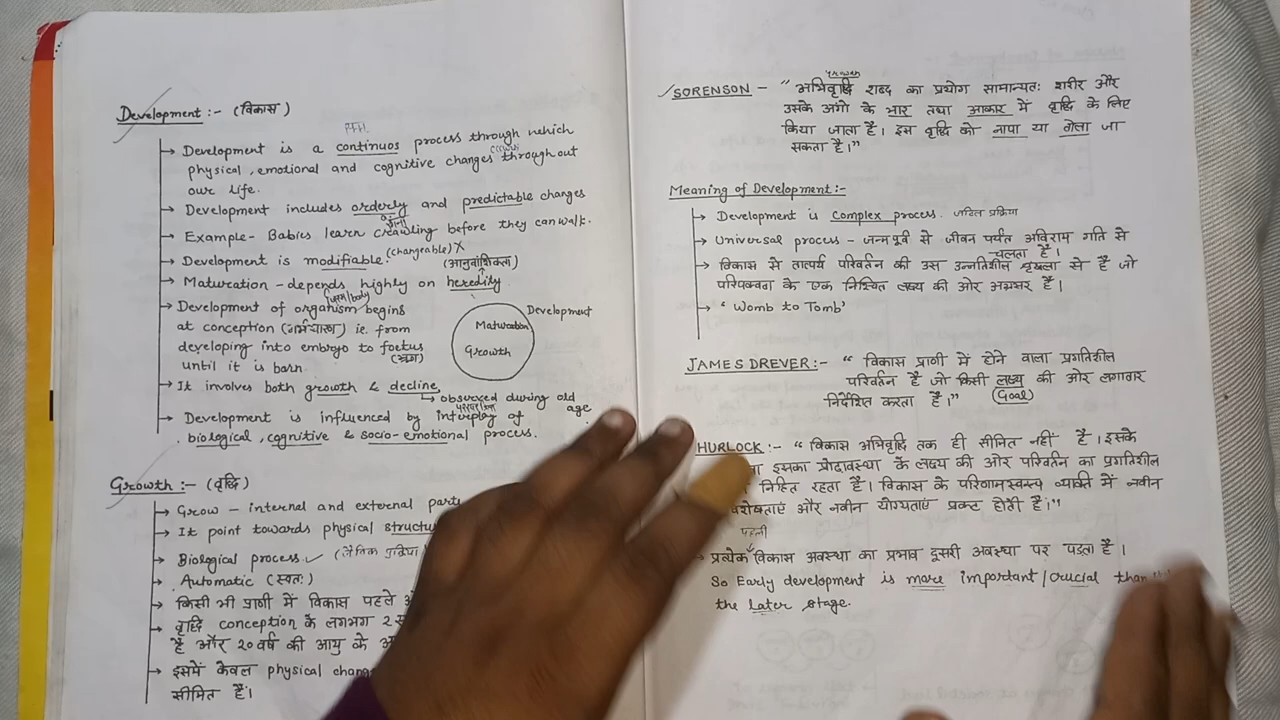 Development :- (विकास)
→ Development is a continuos process through which
physical, emotional and cognitive changes throughout
our life.
→ Development includes orderly and predictable changes
→ Example - Babies learn crawling before they can walk.
→ Development is modifiable. (changeable) X
→ Maturation - depends highly on heredity (आनुवांशिकता)
→ Development of organism begins
at conception ie. from
developing into embryo to foetus (भ्रूण)
until it is born.
Development
Maturation
Growth
→ It involves both growth & decline,
↳ observed during old
age
→ Development is influenced by interplay of
biological, cognitive & socio-emotional process.
Growth :- (वृद्धि)
→ Grow - internal and external
→ It point towards physical
→ Biological process ✓ (जैविक
→ Automatic (स्वतः)
→ किसी भी प्राणी में विकास पहले
→ वृद्धि conception के लगभग 2
है और 20 वर्ष की आयु के
→ इसमें केवल physical
सीमित हैं।
SORENSON - " अभिवृद्धि शब्द का प्रयोग सामान्यतः शरीर और
उसके अंगो के भार तथा आकार में वृद्धि के लिए
किया जाता है। इस वृद्धि को नापा या तोला जा
सकता है।"
Meaning of Development:-
→ Development is Complex process. जटिल प्रक्रिया
→ Universal process - जन्मपूर्व से जीवन पर्यंत अविराम गति से
चलता है।
→ विकास से तात्पर्य परिवर्तन की उस उन्नतिशील श्रृंखला से है जो
परिपक्वता के एक निश्चित लक्ष्य की ओर अग्रसर है।
→ 'Womb to Tomb'
JAMES DREVER:- " विकास प्राणी में होने वाला प्रगतिशील
परिवर्तन है जो किसी लक्ष्य की ओर लगातार
(Goal)
निर्देशित करता है।"
HURLOCK :- " विकास अभिवृद्धि तक ही सीमित नहीं है। इसके
इसका प्रौढावस्था के लक्ष्य की ओर परिवर्तन का प्रगतिशील
निहित रहता है। विकास के परिणामस्वरूप व्यक्ति में नवीन
और नवीन योग्यताएं प्रकट होती है।"
पहली
→ प्रत्येक विकास अवस्था का प्रभाव दूसरी अवस्था पर पड़ता है।
So Early development is more important / crucial than
the later stage.